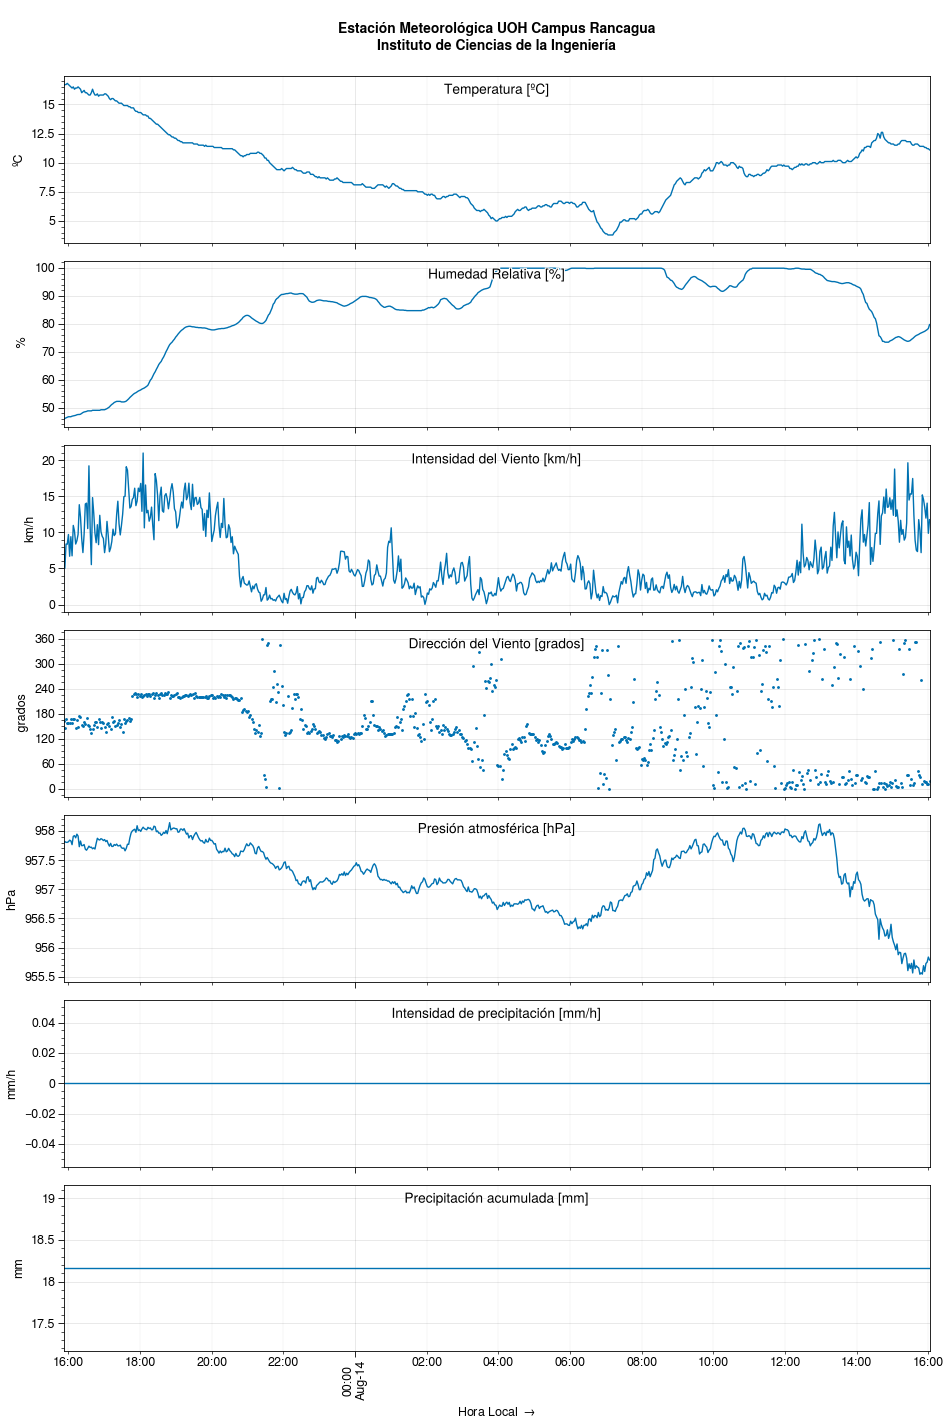 Estación Meteorológica UOH Campus Rancagua
Instituto de Ciencias de la Ingeniería
Temperatura [ºC]
ºC
15
12.5
10
7.5
5
Humedad Relativa [%]
%
100
90
80
70
60
50
Intensidad del Viento [km/h]
km/h
20
15
10
5
0
Dirección del Viento [grados]
grados
360
300
240
180
120
60
0
Presión atmosférica [hPa]
hPa
958
957.5
957
956.5
956
955.5
Intensidad de precipitación [mm/h]
mm/h
0.04
0.02
0
−0.02
−0.04
Precipitación acumulada [mm]
mm
19
18.5
18
17.5
16:00 18:00 20:00 22:00 00:00 02:00 04:00 06:00 08:00 10:00 12:00 14:00 16:00
Aug-14
Hora Local →